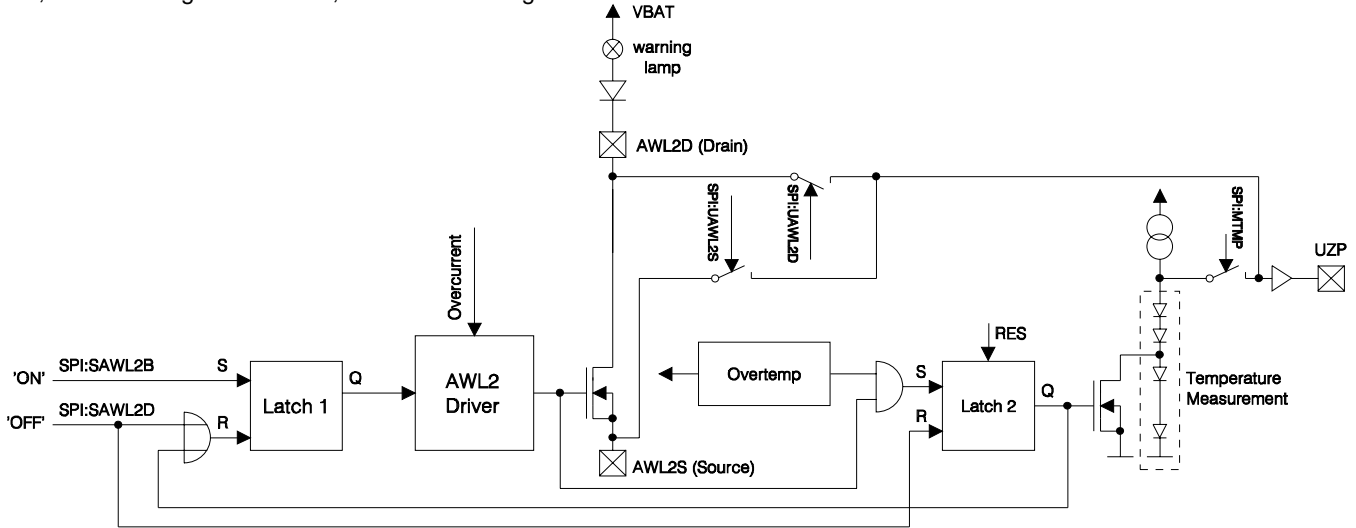 VBAT
warning
lamp
AWL2D (Drain)
SPI:UAWL2S
SPI:UAWL2D
SPI:MTMP
UZP
Overcurrent
RES
'ON'
SPI:SAWL2B
S
Q
Latch 1
AWL2
Driver
Overtemp
S
Q
Latch 2
Temperature
Measurement
'OFF'
SPI:SAWL2D
R
R
AWL2S (Source)